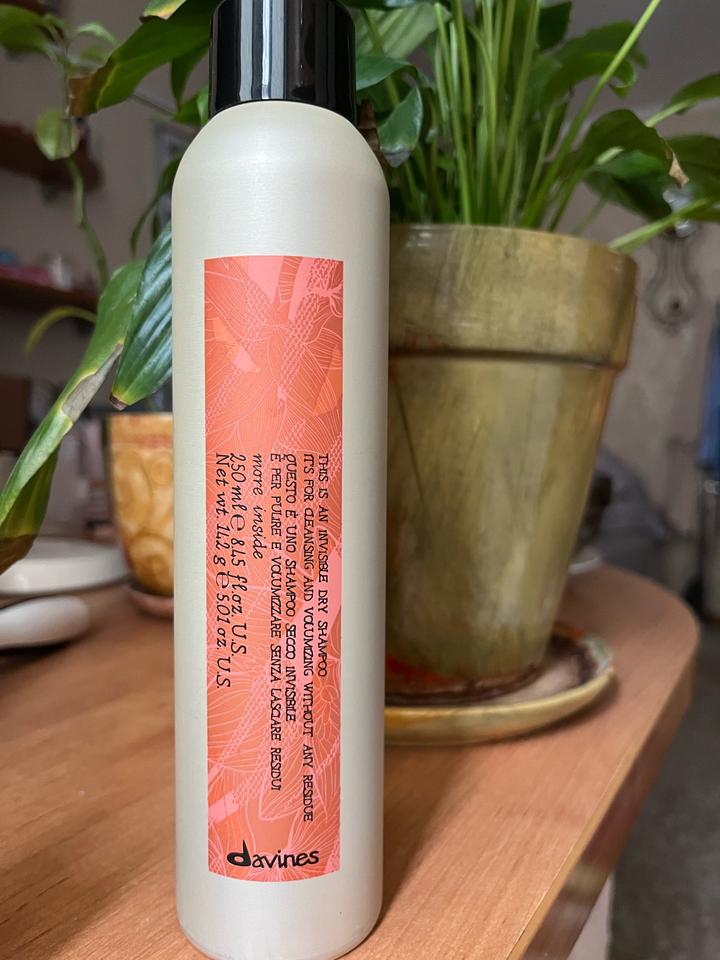 THIS IS AN INVISIBLE DRY SHAMPOO
IT'S FOR CLEANSING AND VOLUMIZING WITHOUT ANY RESIDUE
QUESTO È UNO SHAMPOO SECCO INVISIBILE
È PER PULIRE E VOLUMIZZARE SENZA LASCIARE RESIDUI
more inside
250 ml e 8.45 fl.oz. U.S.
Net wt. 142 g e 5.01 oz. U.S.
davines